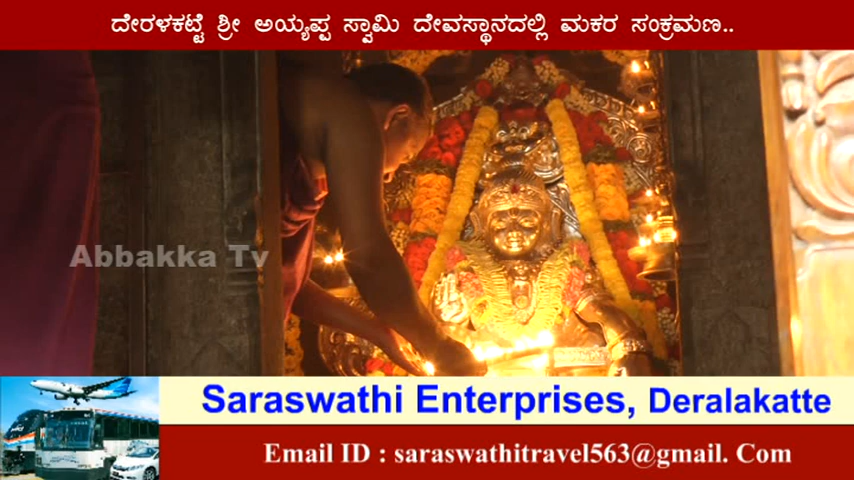 ದೇರಳಕಟ್ಟೆ ಶ್ರೀ ಅಯ್ಯಪ್ಪ ಸ್ವಾಮಿ ದೇವಸ್ಥಾನದಲ್ಲಿ ಮಕರ ಸಂಕ್ರಮಣ..
Abbakka Tv
Saraswathi Enterprises, Deralakatte
Email ID : saraswathitravel563@gmail. Com